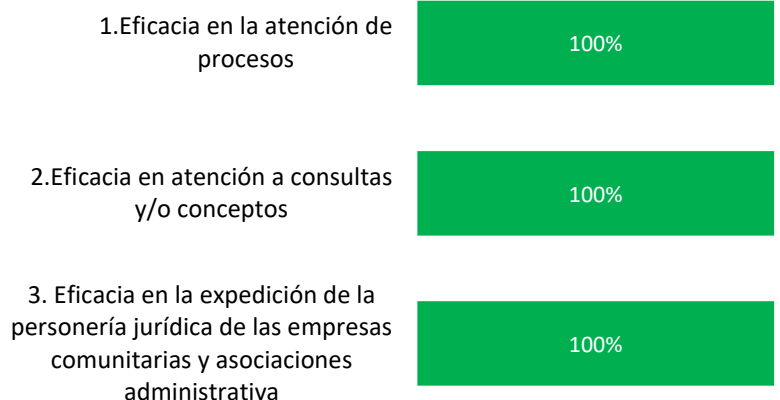 1.Eficacia en la atención de
procesos
100%
2.Eficacia en atención a consultas
y/o conceptos
100%
3. Eficacia en la expedición de la
personería jurídica de las empresas
comunitarias y asociaciones
administrativa
100%